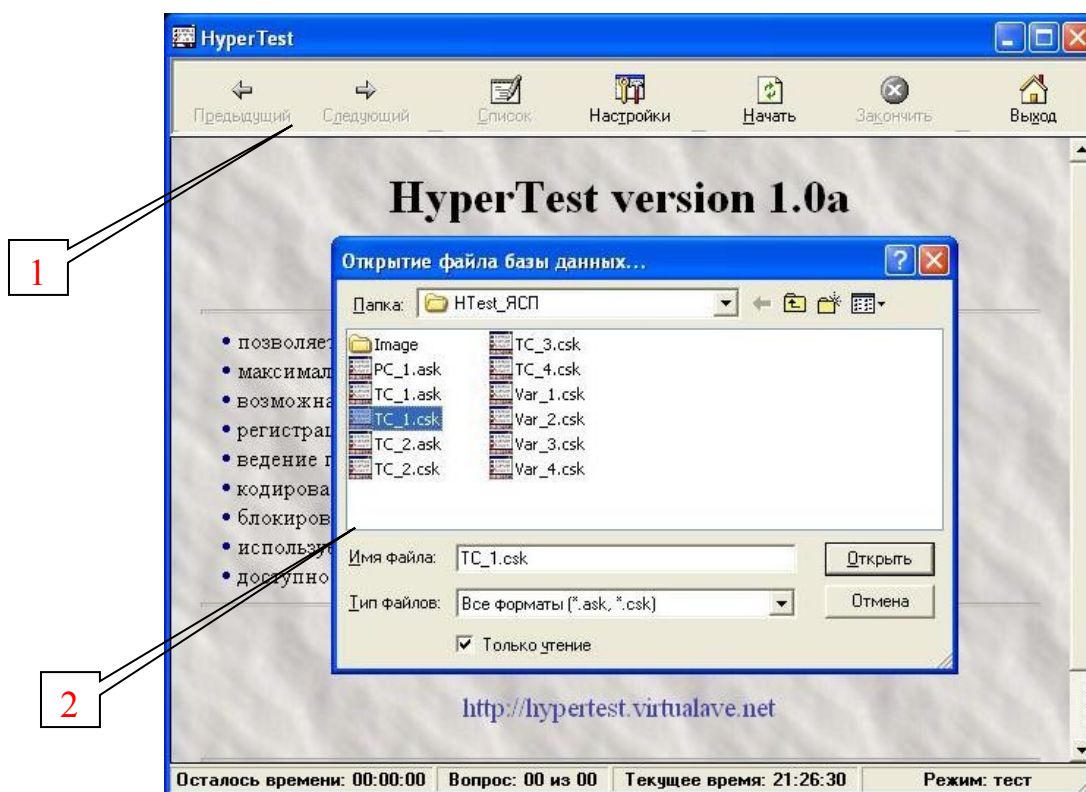 HyperTest
Предыдущий Следующий Список Настройки Начать Закончить Выход
HyperTest version 1.0a
1
Открытие файла базы данных...
Папка: HTest_ЯСП
• позволяет
• максимал
• возможна
• регистрац
• ведение п
• кодирова
• блокиров
• использу
• доступно
Image TC_3.csk
PC_1.ask TC_4.csk
TC_1.ask Var_1.csk
TC_1.csk Var_2.csk
TC_2.ask Var_3.csk
TC_2.csk Var_4.csk
Имя файла: TC_1.csk Открыть
Тип файлов: Все форматы (*.ask, *.csk) Отмена
Только чтение
2
http://hypertest.virtualave.net
Осталось времени: 00:00:00 Вопрос: 00 из 00 Текущее время: 21:26:30 Режим: тест